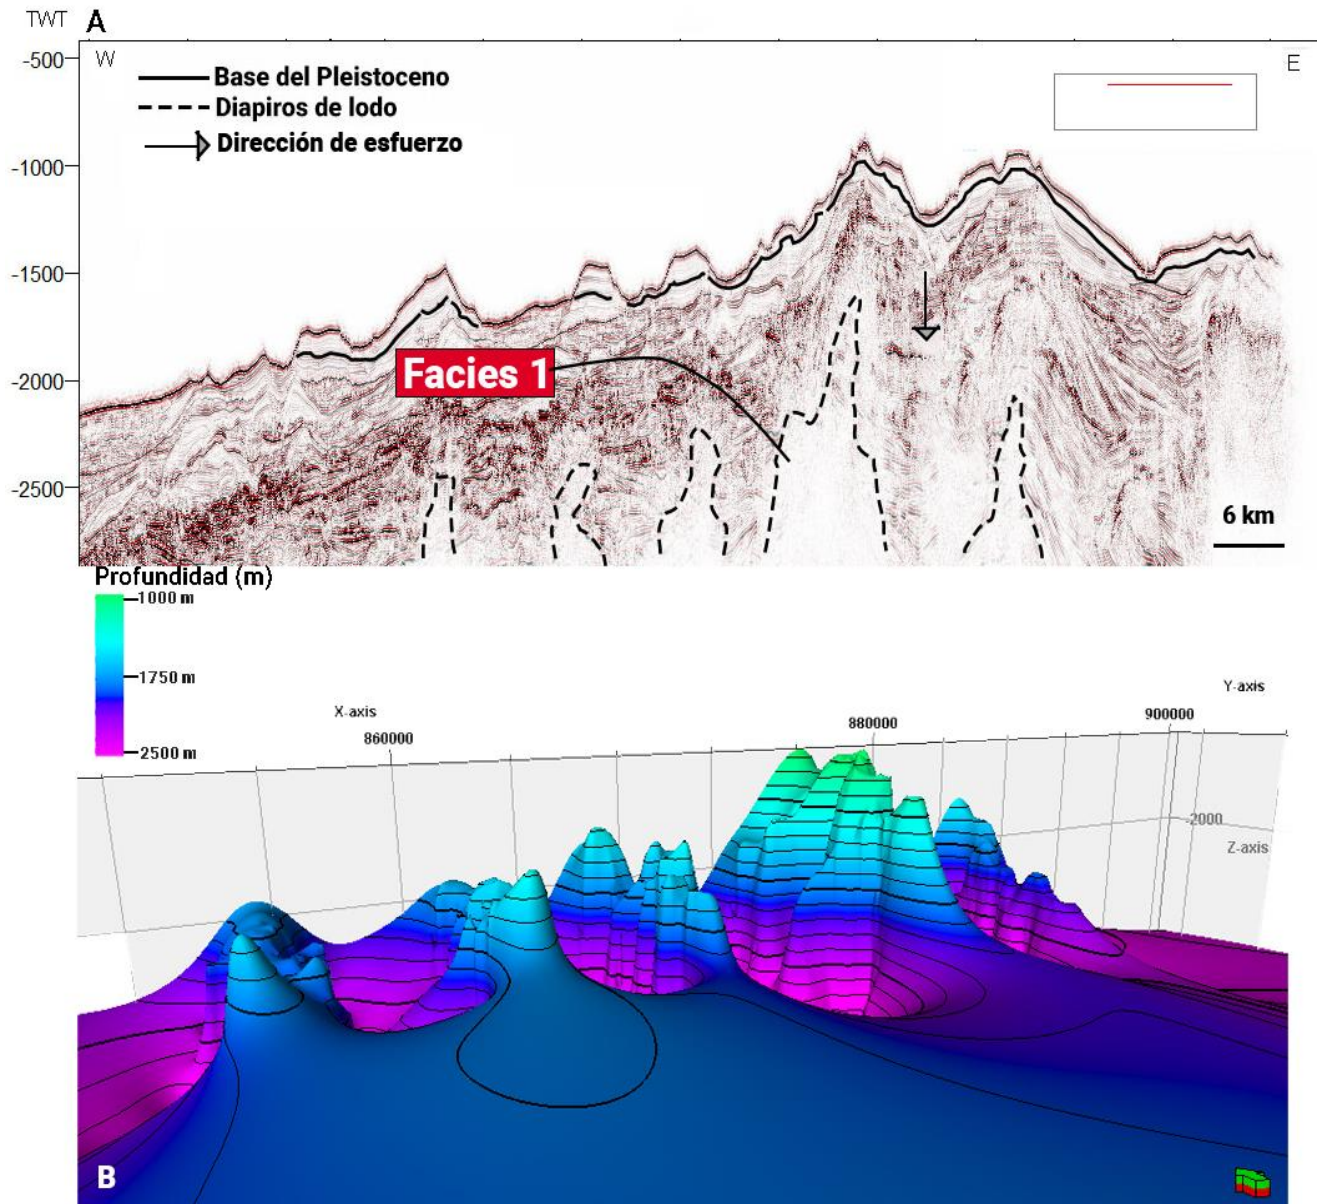 TWT A
-500 W E
Base del Pleistoceno
Diapiros de lodo
Dirección de esfuerzo
-1000
-1500
Facies 1
-2000
-2500
6 km
Profundidad (m)
-1000 m
-1750 m
-2500 m
Y-axis
X-axis
860000
880000
900000
-2000
Z-axis
B